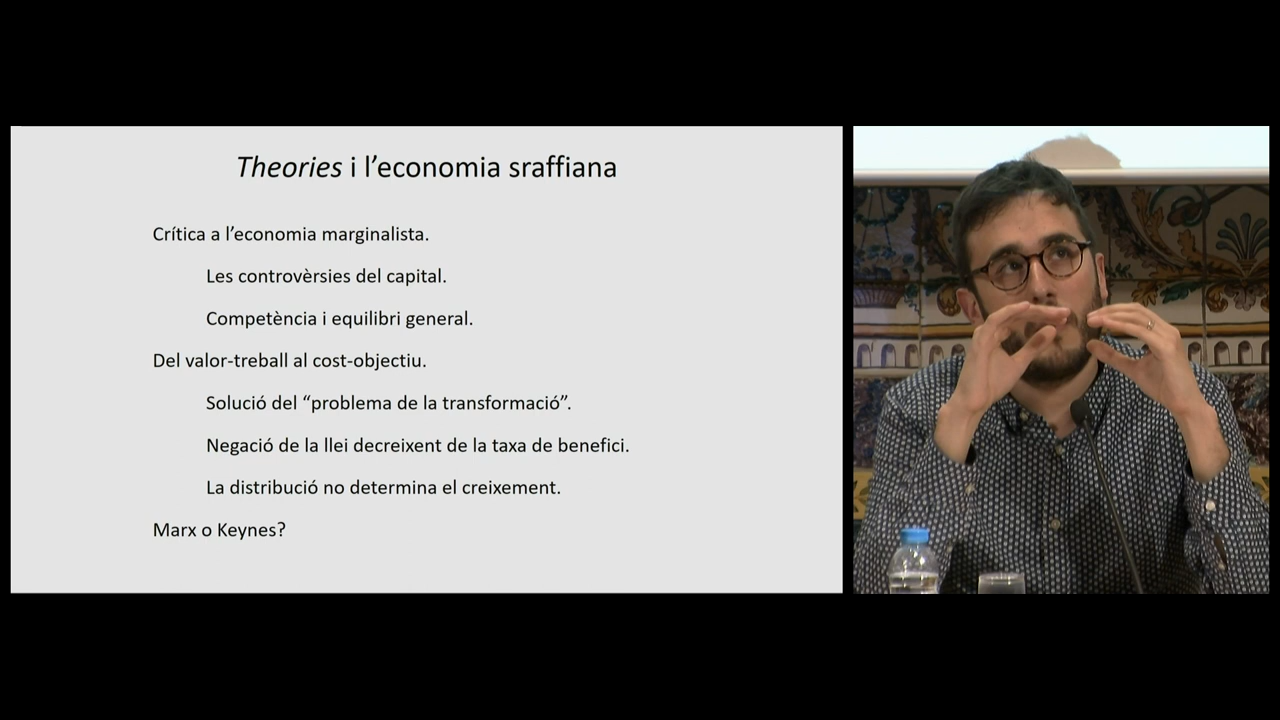 Theories i l’economia sraffiana
Crítica a l’economia marginalista.
Les controvèrsies del capital.
Competència i equilibri general.
Del valor-treball al cost-objectiu.
Solució del “problema de la transformació”.
Negació de la llei decreixent de la taxa de benefici.
La distribució no determina el creixement.
Marx o Keynes?